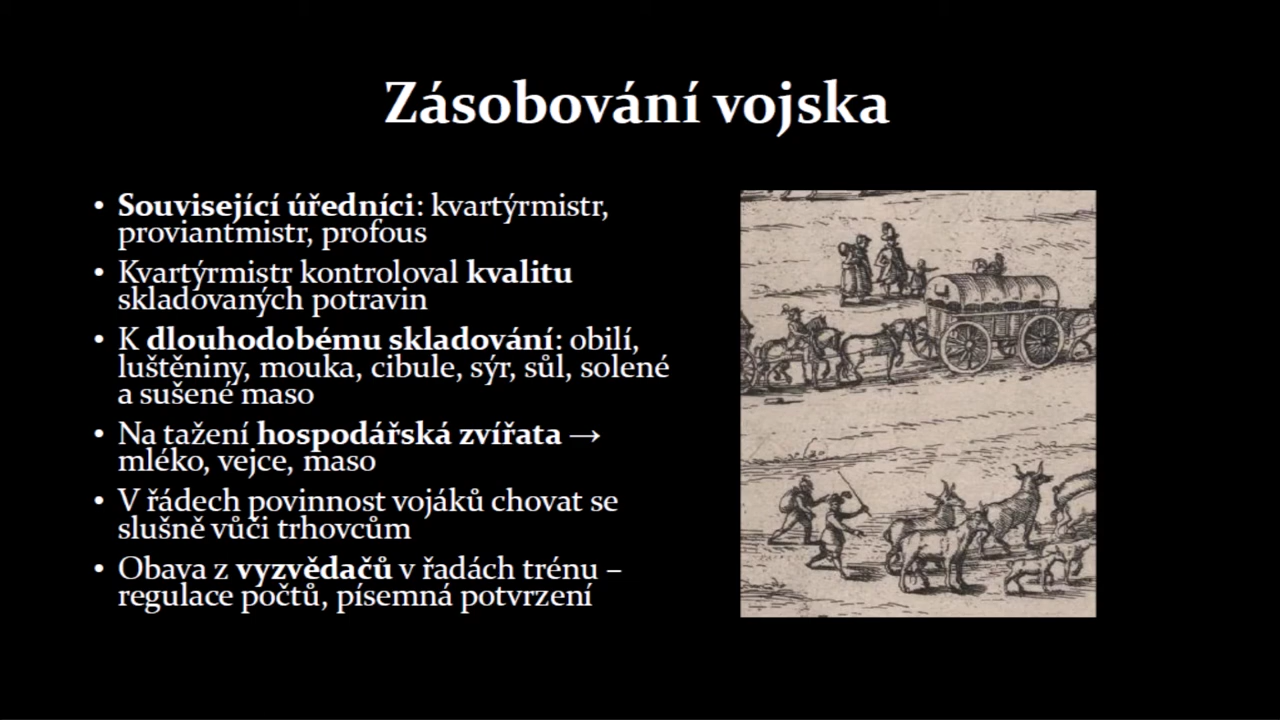 Zásobování vojska
• Související úředníci: kvartýrmistr,
proviantmistr, profous
• Kvartýrmistr kontroloval kvalitu
skladovaných potravin
• K dlouhodobému skladování: obilí,
luštěniny, mouka, cibule, sýr, sůl, solené
a sušené maso
• Na tažení hospodářská zvířata →
mléko, vejce, maso
• V řádech povinnost vojáků chovat se
slušně vůči trhovcům
• Obava z vyzvědačů v řadách trénu –
regulace počtů, písemná potvrzení